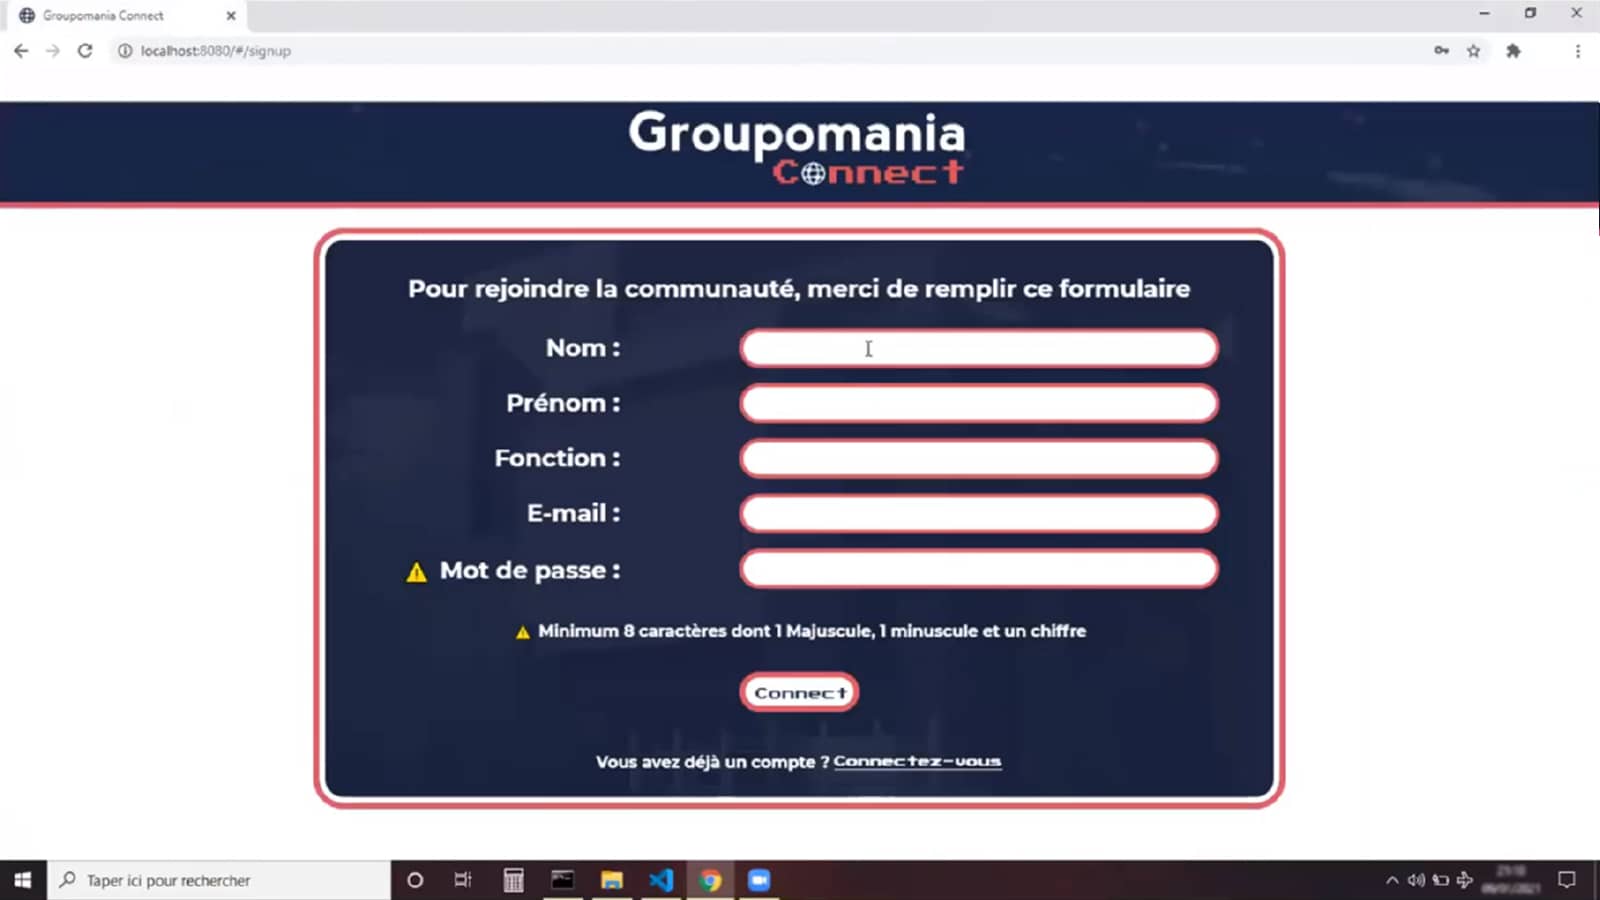 Groupomania Connect
localhost:8080/#/signup
Groupomania
Connect
Pour rejoindre la communauté, merci de remplir ce formulaire
Nom :
Prénom :
Fonction :
E-mail :
Mot de passe :
Minimum 8 caractères dont 1 Majuscule, 1 minuscule et un chiffre
Connect
Vous avez déjà un compte ? Connectez-vous
Taper ici pour rechercher